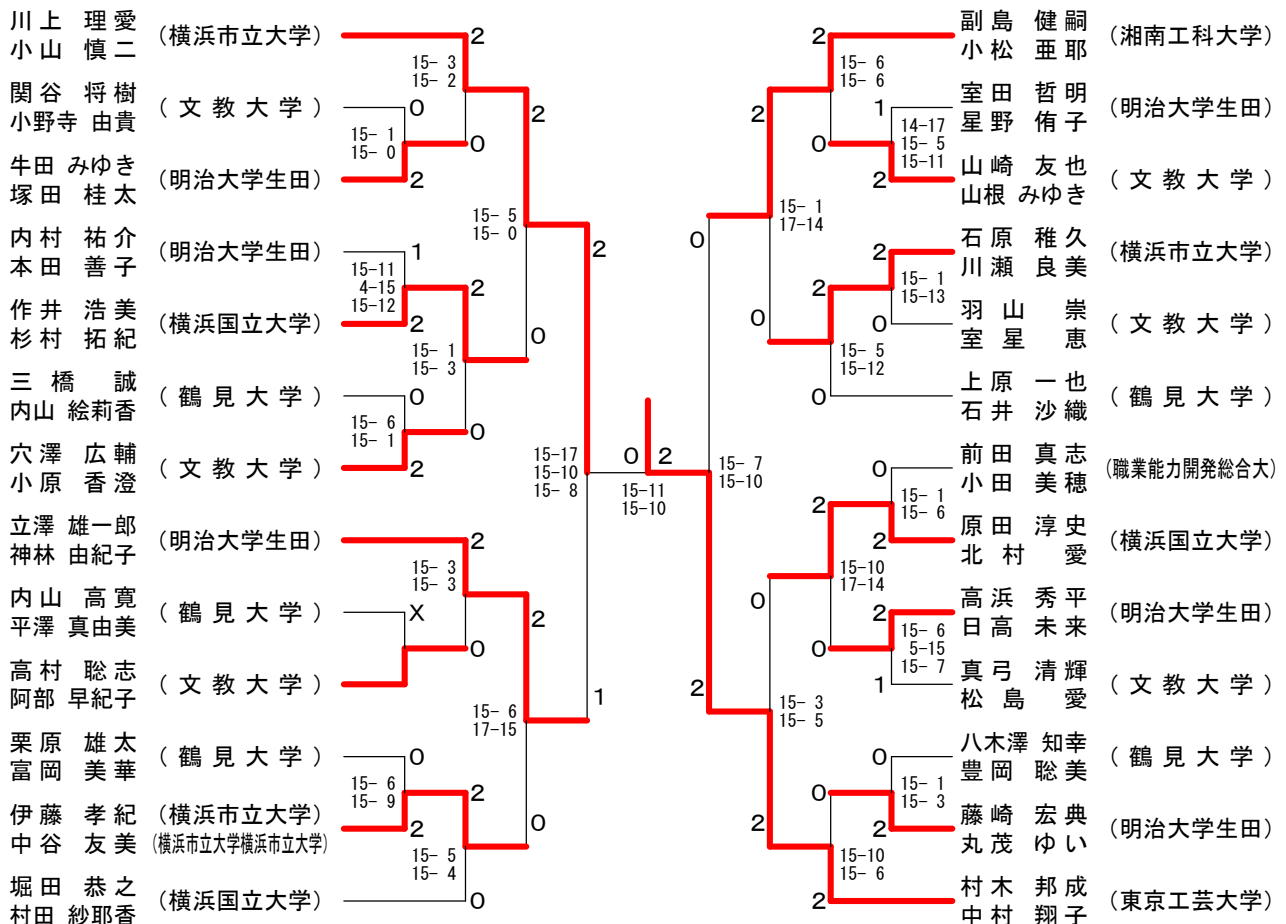 川上 理愛
小山 慎二
(横浜市立大学)
2
15- 3
15- 2
関谷 将樹
小野寺 由貴
( 文 教 大 学 )
0
2
15- 1
15- 0
0
牛田 みゆき
塚田 桂太
(明治大学生田)
2
15- 5
15- 0
内村 祐介
本田 善子
(明治大学生田)
1
2
15-11
4-15
15-12
2
作井 浩美
杉村 拓紀
(横浜国立大学)
2
0
15- 1
15- 3
三橋 誠
内山 絵莉香
( 鶴 見 大 学 )
0
15- 6
15- 1
0
穴澤 広輔
小原 香澄
( 文 教 大 学 )
2
15-17
15-10
15- 8
立澤 雄一郎
神林 由紀子
(明治大学生田)
2
15- 3
15- 3
内山 高寛
平澤 真由美
( 鶴 見 大 学 )
X
2
0
高村 聡志
阿部 早紀子
( 文 教 大 学 )
1
15- 6
17-15
栗原 雄太
富岡 美華
( 鶴 見 大 学 )
0
15- 6
15- 9
2
伊藤 孝紀
中谷 友美
(横浜市立大学)
(横浜市立大学横浜市立大学)
2
0
15- 5
15- 4
堀田 恭之
村田 紗耶香
(横浜国立大学)
0
0
2
15-11
15-10
2
副島 健嗣
小松 亜耶
(湘南工科大学)
15- 6
15- 6
2
1
室田 哲明
星野 侑子
(明治大学生田)
14-17
15- 5
15-11
0
2
山崎 友也
山根 みゆき
( 文 教 大 学 )
15- 1
17-14
0
2
石原 稚久
川瀬 良美
(横浜市立大学)
15- 1
15-13
2
0
0
羽山 崇
室星 恵
( 文 教 大 学 )
15- 5
15-12
0
上原 一也
石井 沙織
( 鶴 見 大 学 )
15- 7
15-10
0
前田 真志
小田 美穂
(職業能力開発総合大)
15- 1
15- 6
2
2
原田 淳史
北村 愛
(横浜国立大学)
15-10
17-14
0
2
高浜 秀平
日高 未来
(明治大学生田)
15- 6
5-15
15- 7
0
1
真弓 清輝
松島 愛
( 文 教 大 学 )
2
15- 3
15- 5
0
八木澤 知幸
豊岡 聡美
( 鶴 見 大 学 )
15- 1
15- 3
0
2
2
藤崎 宏典
丸茂 ゆい
(明治大学生田)
15-10
15- 6
2
村木 邦成
中村 翔子
(東京工芸大学)